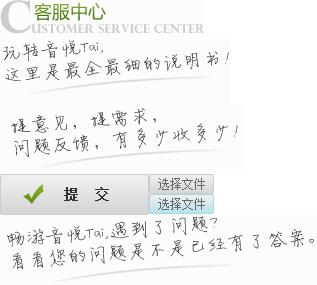 客服中心
CUSTOMER SERVICE CENTER
玩转音悦Tai,
这里是最全最细的说明书!
提意见，提需求，
问题反馈，有多少收多少!
提 交
选择文件
选择文件
畅游音悦Tai,遇到了问题?
看看您的问题是不是已经有了答案。